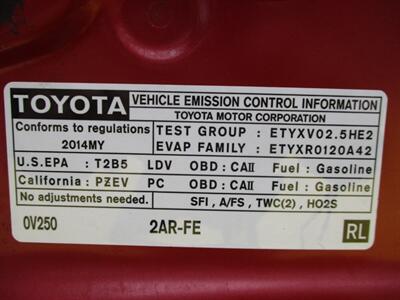 TOYOTA VEHICLE EMISSION CONTROL INFORMATION
TOYOTA MOTOR CORPORATION
Conforms to regulations
2014MY
TEST GROUP : ETYXV02.5HE2
EVAP FAMILY : ETYXR0120A42
U.S.EPA : T2B5 LDV OBD : CAII Fuel : Gasoline
California : PZEV PC OBD : CAII Fuel : Gasoline
No adjustments needed. SFI , A/FS , TWC(2) , HO2S
0V250 2AR-FE RL